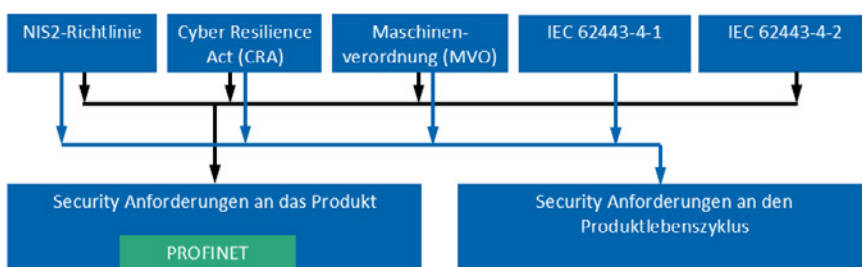 NIS2-Richtlinie
Cyber Resilience
Act (CRA)
Maschinen-
verordnung (MVO)
IEC 62443-4-1
IEC 62443-4-2
Security Anforderungen an das Produkt
PROFINET
Security Anforderungen an den
Produktlebenszyklus